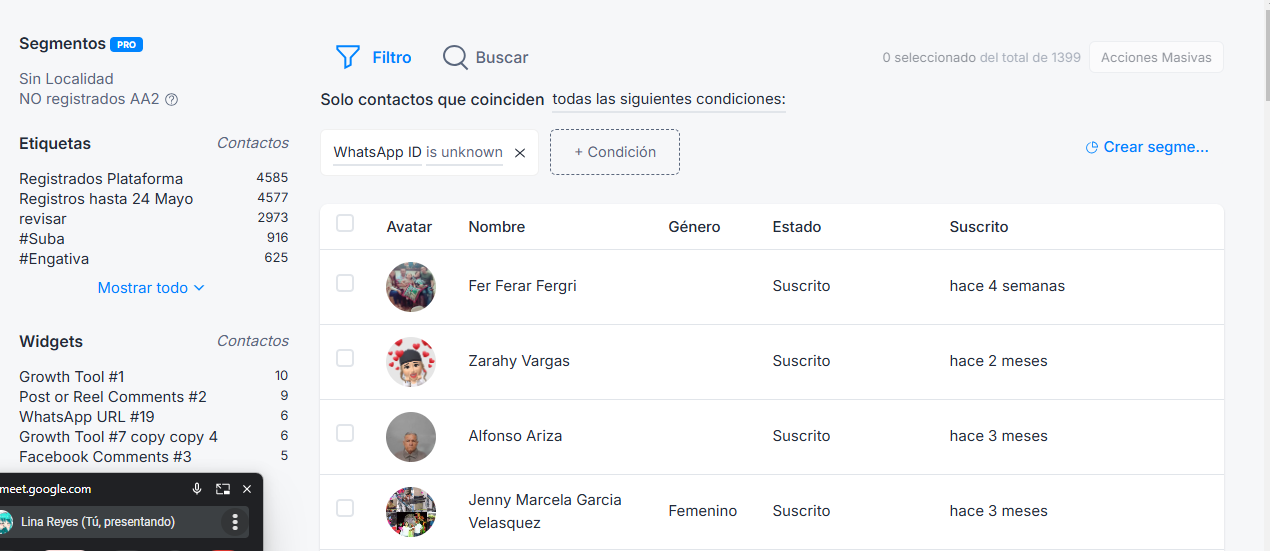 Segmentos PRO
Sin Localidad
NO registrados AA2
Etiquetas Contactos
Registrados Plataforma 4585
Registros hasta 24 Mayo 4577
revisar 2973
#Suba 916
#Engativa 625
Mostrar todo
Widgets Contactos
Growth Tool #1 10
Post or Reel Comments #2 9
WhatsApp URL #19 6
Growth Tool #7 copy copy 4 6
Facebook Comments #3 5
meet.google.com
Lina Reyes (Tú, presentando)
Filtro Buscar 0 seleccionado del total de 1399 Acciones Masivas
Solo contactos que coinciden todas las siguientes condiciones:
WhatsApp ID is unknown + Condición Crear segme...
Avatar Nombre Género Estado Suscrito
Fer Ferar Fergri Suscrito hace 4 semanas
Zarahy Vargas Suscrito hace 2 meses
Alfonso Ariza Suscrito hace 3 meses
Jenny Marcela Garcia
Velasquez Femenino Suscrito hace 3 meses